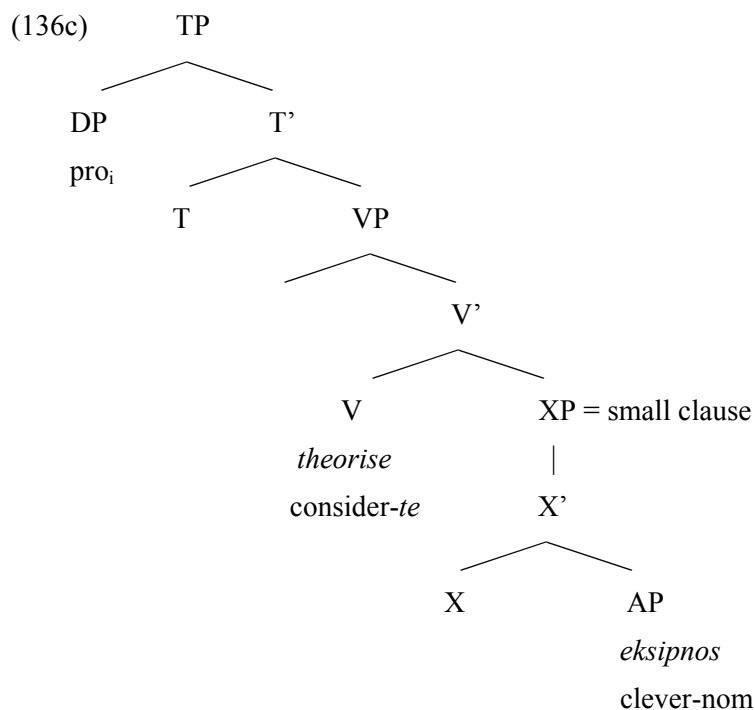 (136c) TP
DP T’
proi
T VP
V’
V XP = small clause
theorise |
consider-te X’
X AP
eksipnos
clever-nom